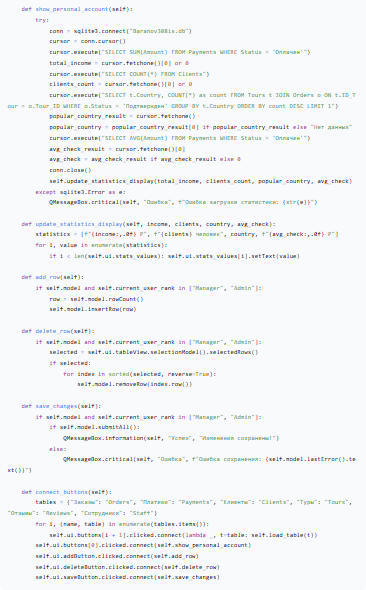 def show_personal_account(self):
try:
conn = sqlite3.connect("Baranov308is.db")
cursor = conn.cursor()
cursor.execute("SELECT SUM(Amount) FROM Payments WHERE Status = 'Оплачен'")
total_income = cursor.fetchone()[0] or 0
cursor.execute("SELECT COUNT(*) FROM Clients")
clients_count = cursor.fetchone()[0] or 0
cursor.execute("SELECT t.Country, COUNT(*) as count FROM Tours t JOIN Orders o ON t.ID_T
our = o.Tour_ID WHERE o.Status = 'Подтвержден' GROUP BY t.Country ORDER BY count DESC LIMIT 1")
popular_country_result = cursor.fetchone()
popular_country = popular_country_result[0] if popular_country_result else "Нет данных"
cursor.execute("SELECT AVG(Amount) FROM Payments WHERE Status = 'Оплачен'")
avg_check_result = cursor.fetchone()[0]
avg_check = avg_check_result if avg_check_result else 0
conn.close()
self.update_statistics_display(total_income, clients_count, popular_country, avg_check)
except sqlite3.Error as e:
QMessageBox.critical(self, "Ошибка", f"Ошибка загрузки статистики: {str(e)}")
def update_statistics_display(self, income, clients, country, avg_check):
statistics = [f"{income:,.0f} ₽", f"{clients} человек", country, f"{avg_check:,.0f} ₽"]
for i, value in enumerate(statistics):
if i < len(self.ui.stats_values): self.ui.stats_values[i].setText(value)
def add_row(self):
if self.model and self.current_user_rank in ["Manager", "Admin"]:
row = self.model.rowCount()
self.model.insertRow(row)
def delete_row(self):
if self.model and self.current_user_rank in ["Manager", "Admin"]:
selected = self.ui.tableView.selectionModel().selectedRows()
if selected:
for index in sorted(selected, reverse=True):
self.model.removeRow(index.row())
def save_changes(self):
if self.model and self.current_user_rank in ["Manager", "Admin"]:
if self.model.submitAll():
QMessageBox.information(self, "Успех", "Изменения сохранены!")
else:
QMessageBox.critical(self, "Ошибка", f"Ошибка сохранения: {self.model.lastError().te
xt()}")
def connect_buttons(self):
tables = {"Заказы": "Orders", "Платежи": "Payments", "Клиенты": "Clients", "Туры": "Tours",
"Отзывы": "Reviews", "Сотрудники": "Staff"}
for i, (name, table) in enumerate(tables.items()):
self.ui.buttons[i + 1].clicked.connect(lambda _, t=table: self.load_table(t))
self.ui.buttons[0].clicked.connect(self.show_personal_account)
self.ui.addButton.clicked.connect(self.add_row)
self.ui.deleteButton.clicked.connect(self.delete_row)
self.ui.saveButton.clicked.connect(self.save_changes)